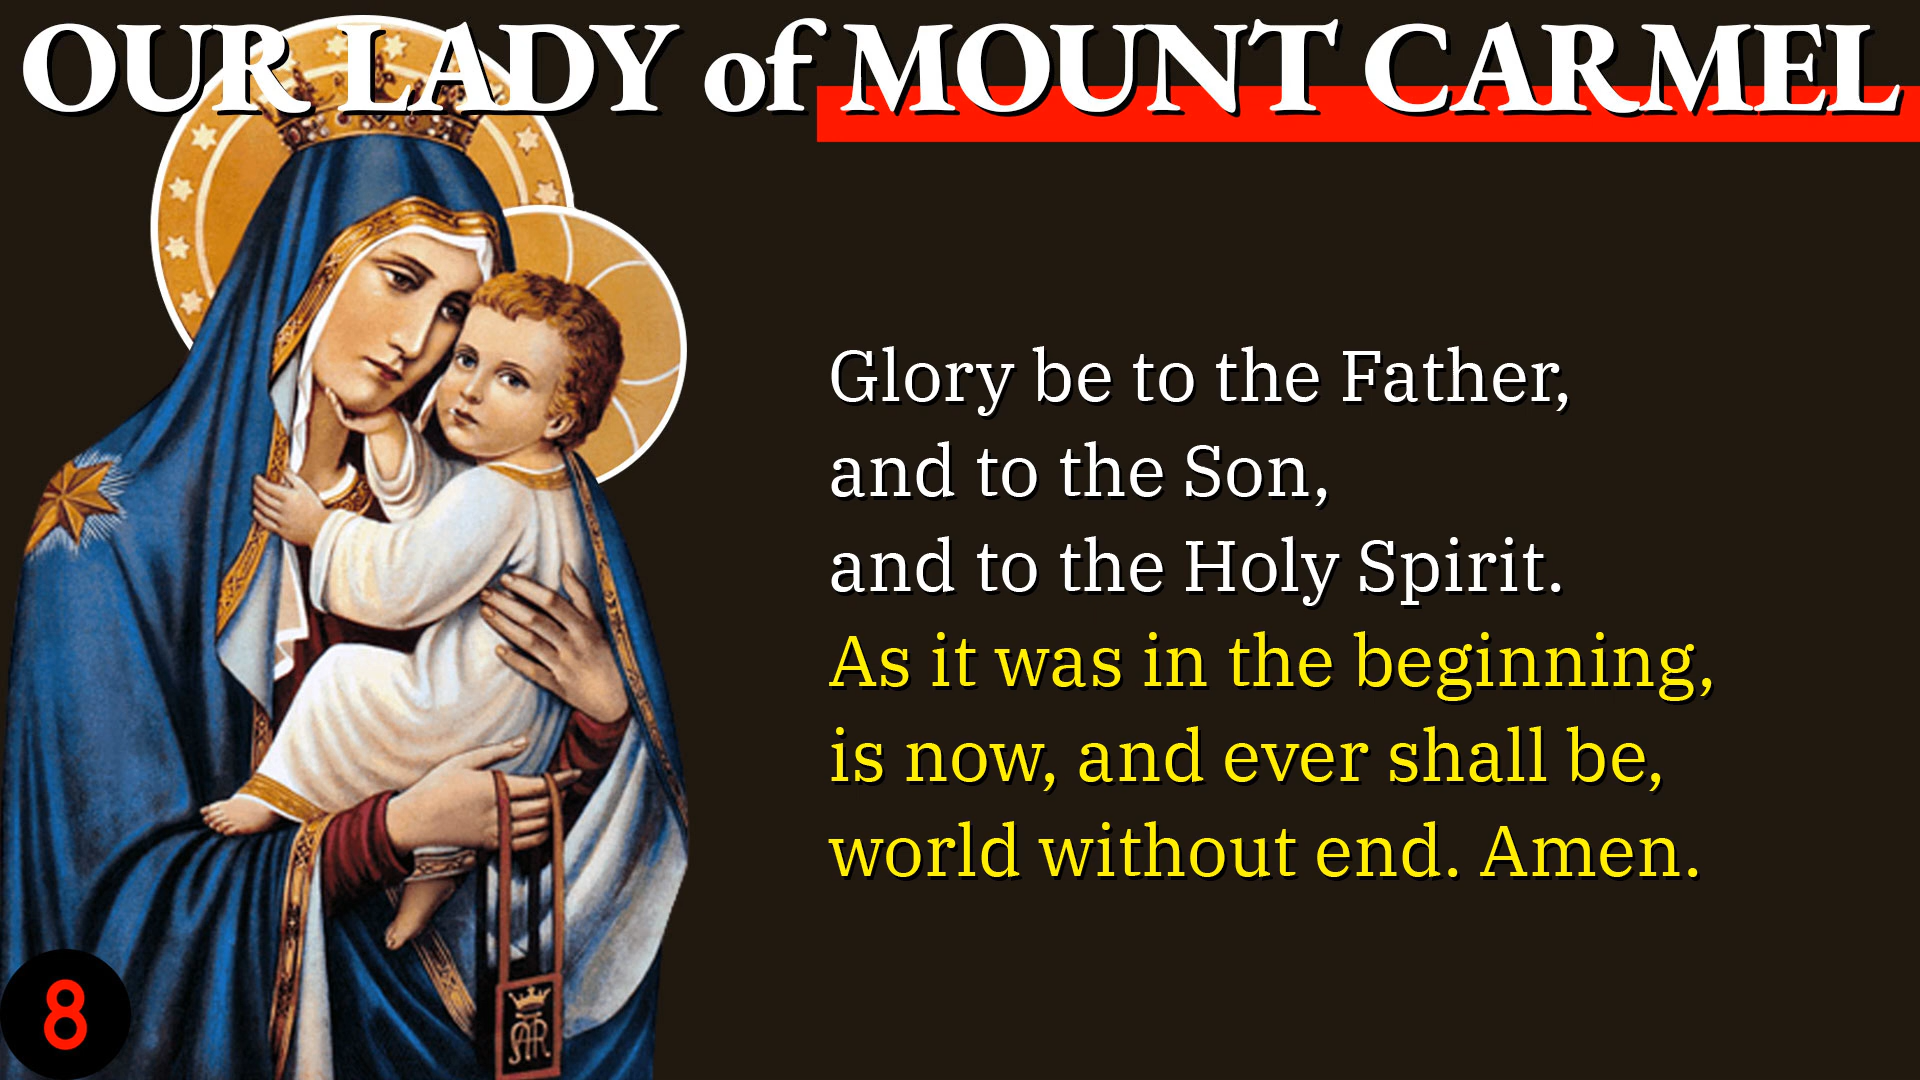 OUR LADY of MOUNT CARMEL
Glory be to the Father,
and to the Son,
and to the Holy Spirit.
As it was in the beginning,
is now, and ever shall be,
world without end. Amen.
8